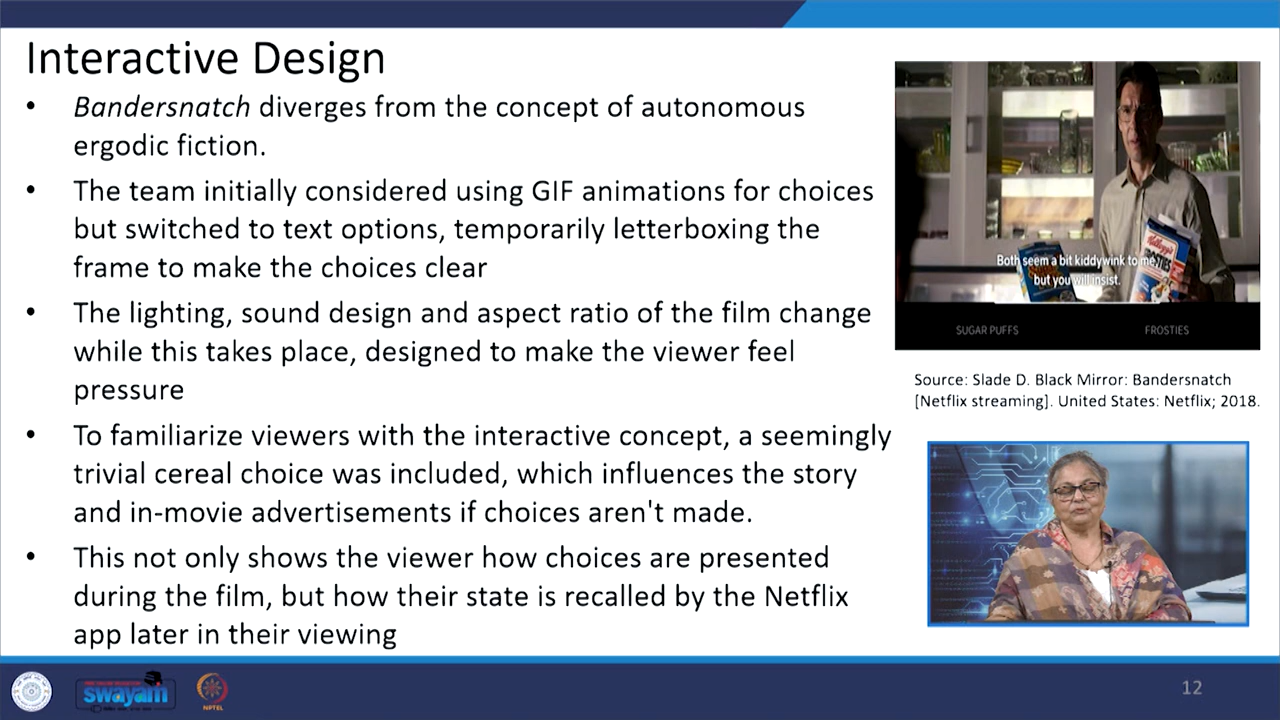 Interactive Design
• Bandersnatch diverges from the concept of autonomous
ergodic fiction.
• The team initially considered using GIF animations for choices
but switched to text options, temporarily letterboxing the
frame to make the choices clear
• The lighting, sound design and aspect ratio of the film change
while this takes place, designed to make the viewer feel
pressure
• To familiarize viewers with the interactive concept, a seemingly
trivial cereal choice was included, which influences the story
and in-movie advertisements if choices aren't made.
• This not only shows the viewer how choices are presented
during the film, but how their state is recalled by the Netflix
app later in their viewing
Kellogg's
Both seem a bit kiddywink to me,
but you will insist.
SUGAR PUFFS
FROSTIES
Source: Slade D. Black Mirror: Bandersnatch
[Netflix streaming]. United States: Netflix; 2018.
swayam
NPTEL
12